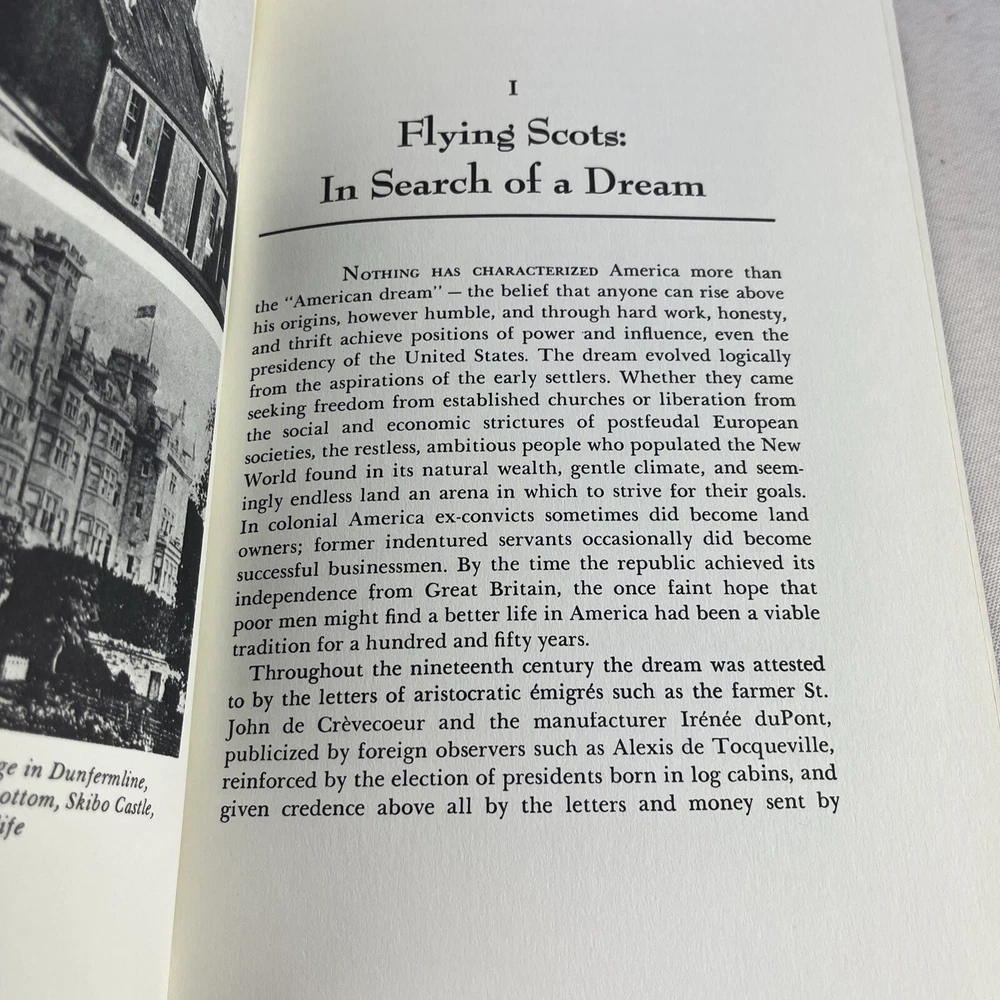 I
Flying Scots:
In Search of a Dream
NOTHING HAS CHARACTERIZED America more than
the "American dream" — the belief that anyone can rise above
his origins, however humble, and through hard work, honesty,
and thrift achieve positions of power and influence, even the
presidency of the United States. The dream evolved logically
from the aspirations of the early settlers. Whether they came
seeking freedom from established churches or liberation from
the social and economic strictures of postfeudal European
societies, the restless, ambitious people who populated the New
World found in its natural wealth, gentle climate, and seem-
ingly endless land an arena in which to strive for their goals.
In colonial America ex-convicts sometimes did become land
owners; former indentured servants occasionally did become
successful businessmen. By the time the republic achieved its
independence from Great Britain, the once faint hope that
poor men might find a better life in America had been a viable
tradition for a hundred and fifty years.
Throughout the nineteenth century the dream was attested
to by the letters of aristocratic émigrés such as the farmer St.
John de Crèvecoeur and the manufacturer Irénée duPont,
publicized by foreign observers such as Alexis de Tocqueville,
reinforced by the election of presidents born in log cabins, and
given credence above all by the letters and money sent by
in Dunfermline,
Skibo Castle,